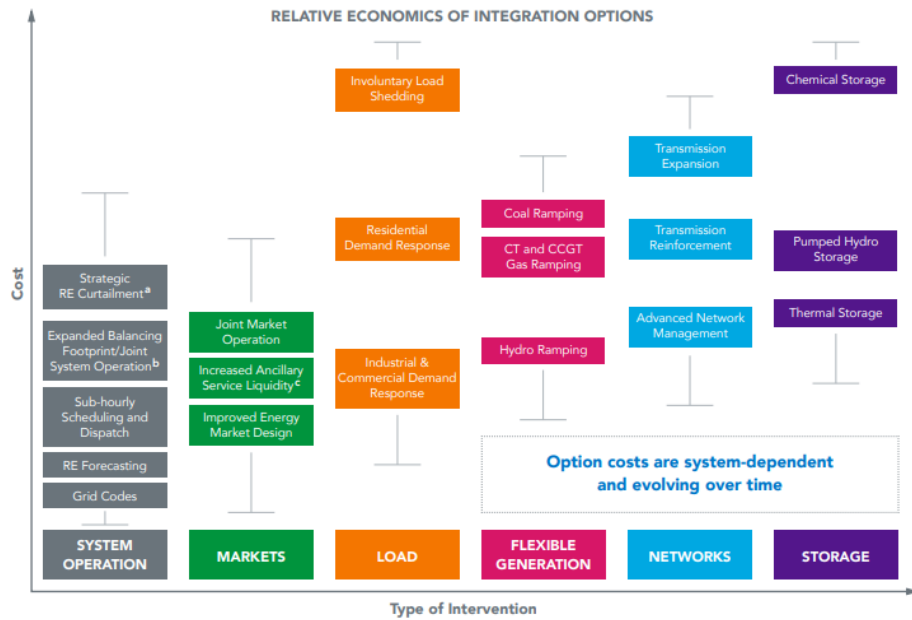 RELATIVE ECONOMICS OF INTEGRATION OPTIONS
Cost
Strategic
RE Curtailmentᵃ
Expanded Balancing
Footprint/Joint
System Operationᵇ
Sub-hourly
Scheduling and
Dispatch
RE Forecasting
Grid Codes
SYSTEM
OPERATION
Joint Market
Operation
Increased Ancillary
Service Liquidityᶜ
Improved Energy
Market Design
MARKETS
Involuntary Load
Shedding
Residential
Demand Response
Industrial &
Commercial Demand
Response
LOAD
Coal Ramping
CT and CCGT
Gas Ramping
Hydro Ramping
FLEXIBLE
GENERATION
Transmission
Expansion
Transmission
Reinforcement
Advanced Network
Management
NETWORKS
Chemical Storage
Pumped Hydro
Storage
Thermal Storage
STORAGE
Option costs are system-dependent
and evolving over time
Type of Intervention